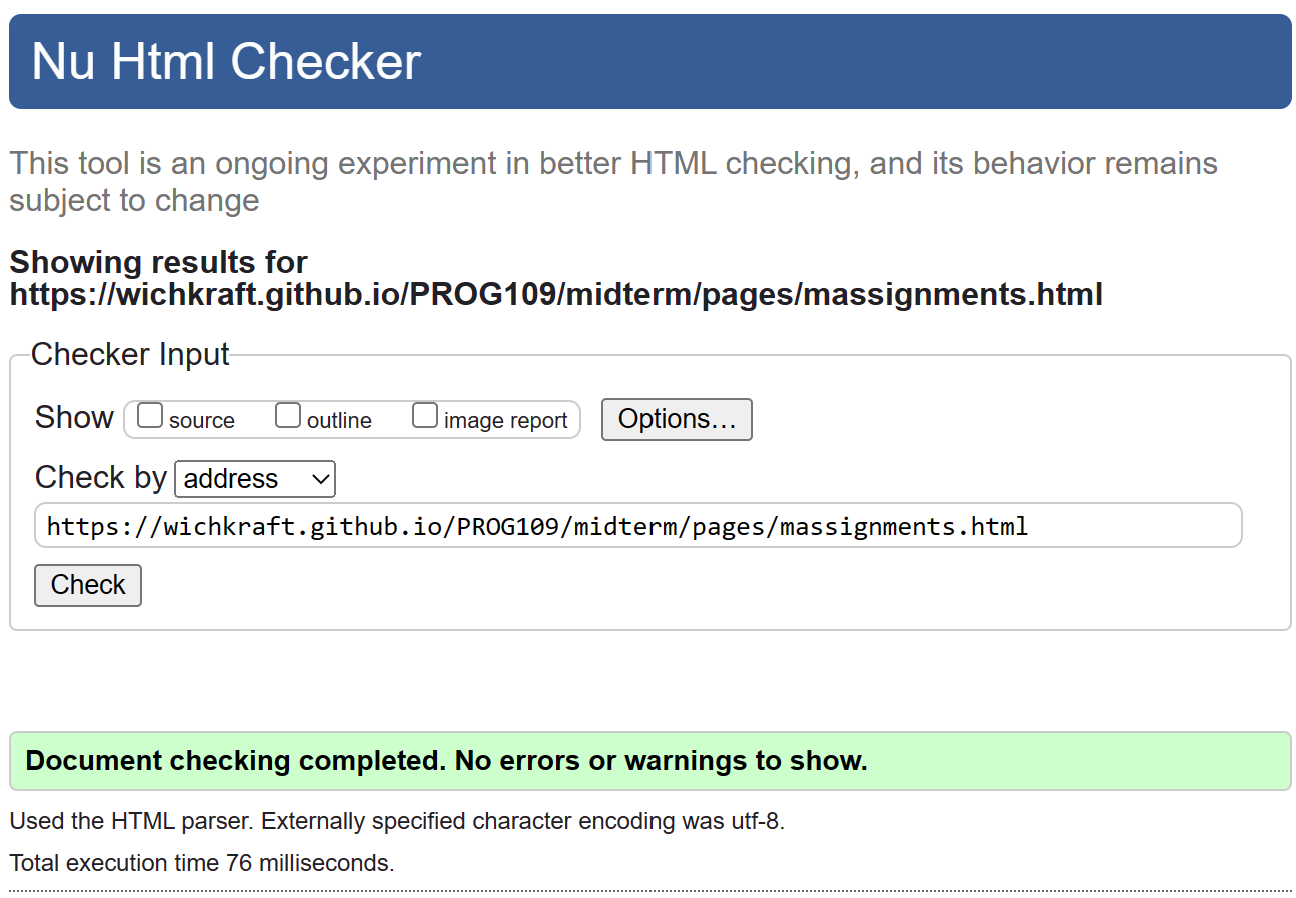 Nu Html Checker
This tool is an ongoing experiment in better HTML checking, and its behavior remains
subject to change
Showing results for
https://wichkraft.github.io/PROG109/midterm/pages/massignments.html
Checker Input
Show source outline image report Options…
Check by address
https://wichkraft.github.io/PROG109/midterm/pages/massignments.html
Check
Document checking completed. No errors or warnings to show.
Used the HTML parser. Externally specified character encoding was utf-8.
Total execution time 76 milliseconds.